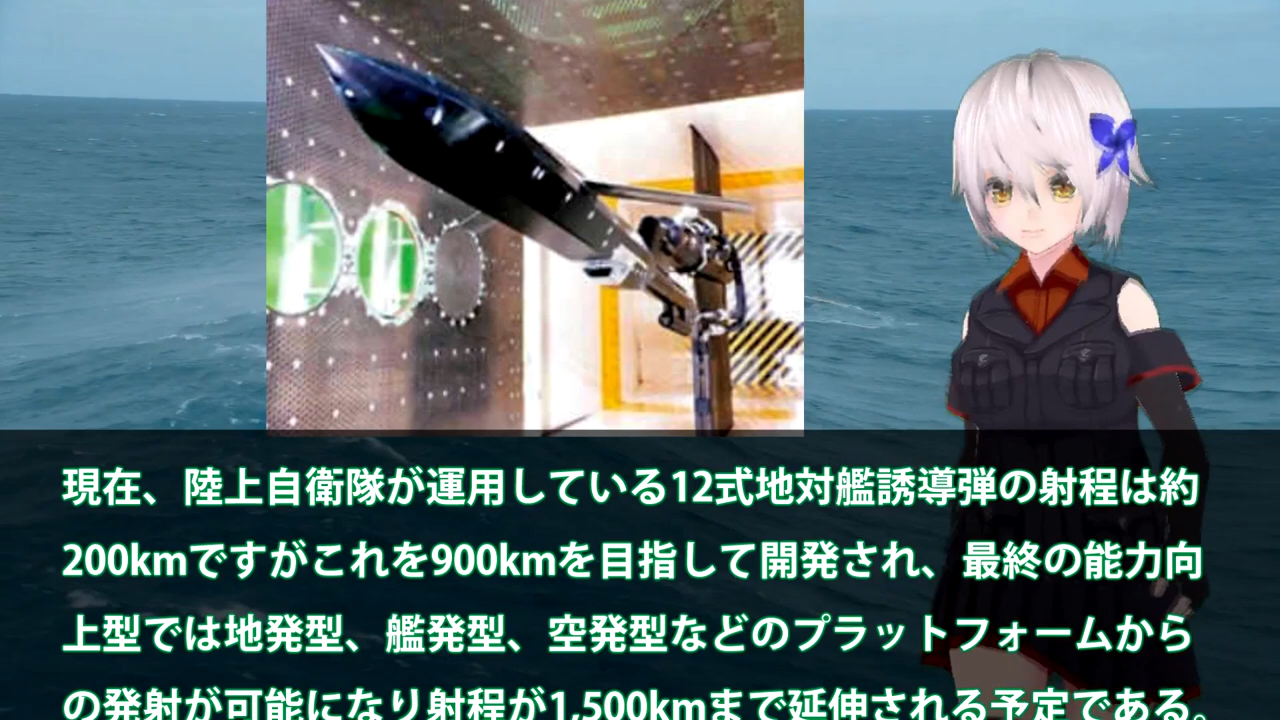 現在、陸上自衛隊が運用している12式地対艦誘導弾の射程は約
200kmですがこれを900kmを目指して開発され、最終の能力向
上型では地発型、艦発型、空発型などのプラットフォームから
の発射が可能になり射程が1,500kmまで延伸される予定である。